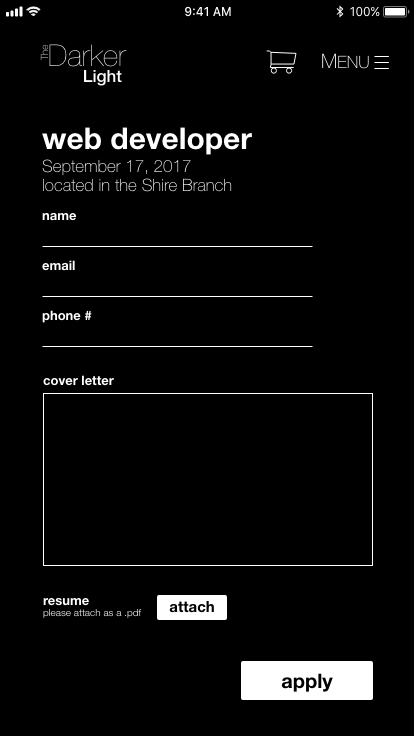 9:41 AM
100%
The Darker
Light
MENU
web developer
September 17, 2017
located in the Shire Branch
name
email
phone #
cover letter
resume
please attach as a .pdf
attach
apply